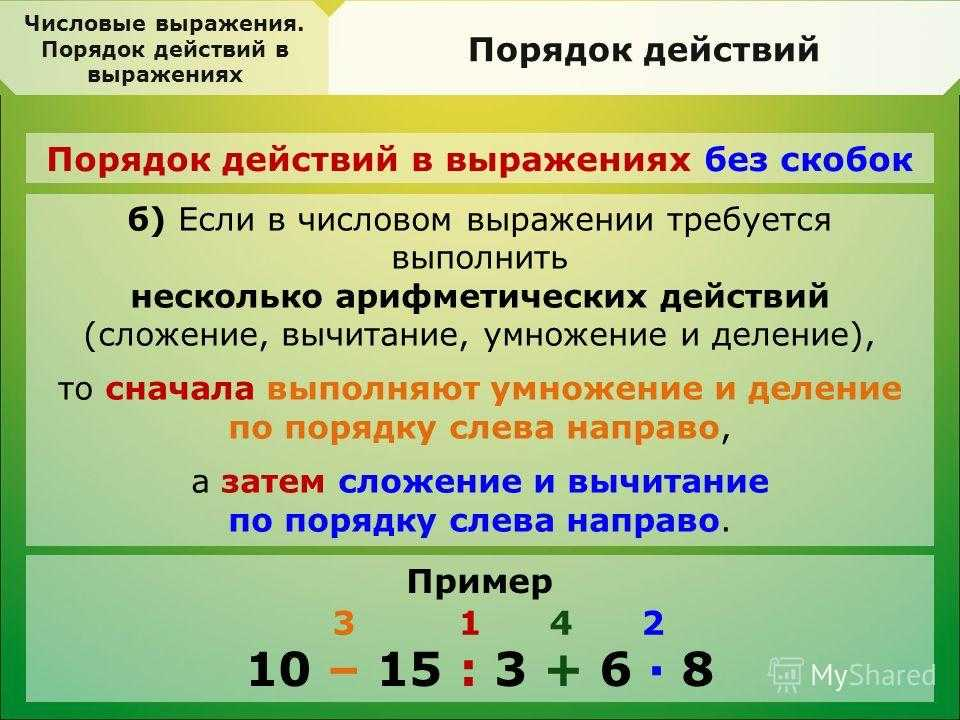 Числовые выражения.
Порядок действий в
выражениях
Порядок действий
Порядок действий в выражениях без скобок
б) Если в числовом выражении требуется
выполнить
несколько арифметических действий
(сложение, вычитание, умножение и деление),
то сначала выполняют умножение и деление
по порядку слева направо,
а затем сложение и вычитание
по порядку слева направо.
Пример
3 1 4 2
10 – 15 : 3 + 6 · 8
MyShared